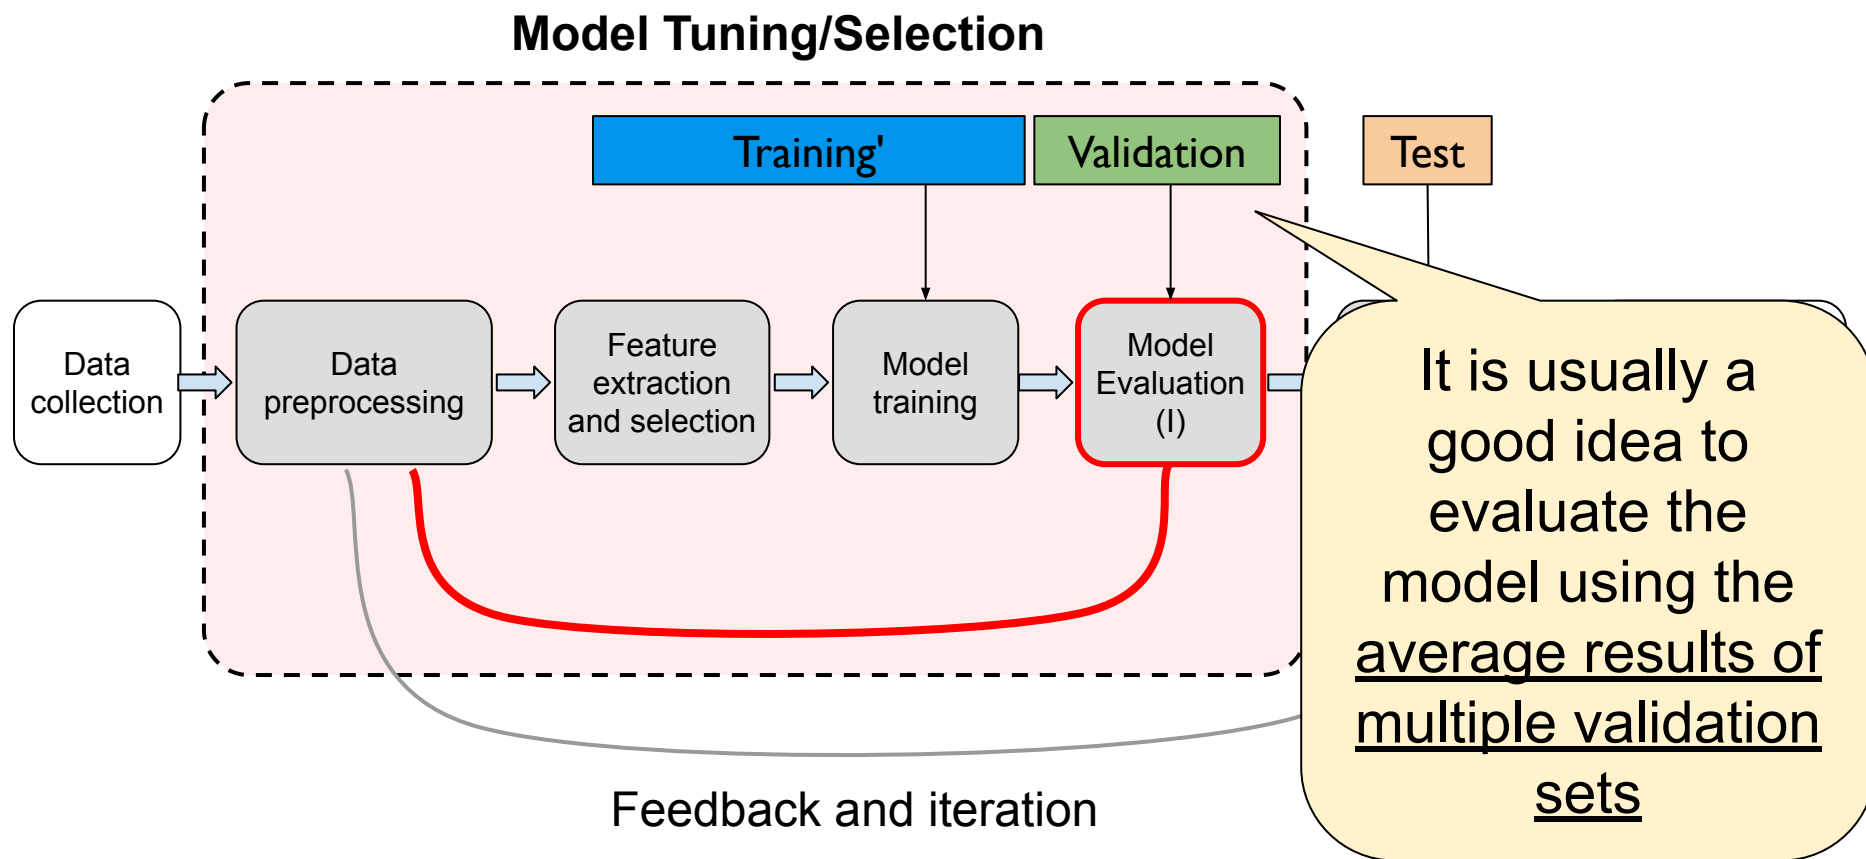 Model Tuning/Selection
Training'
Validation
Test
Data
collection
Data
preprocessing
Feature
extraction
and selection
Model
training
Model
Evaluation
(I)
It is usually a
good idea to
evaluate the
model using the
average results of
multiple validation
sets
Feedback and iteration